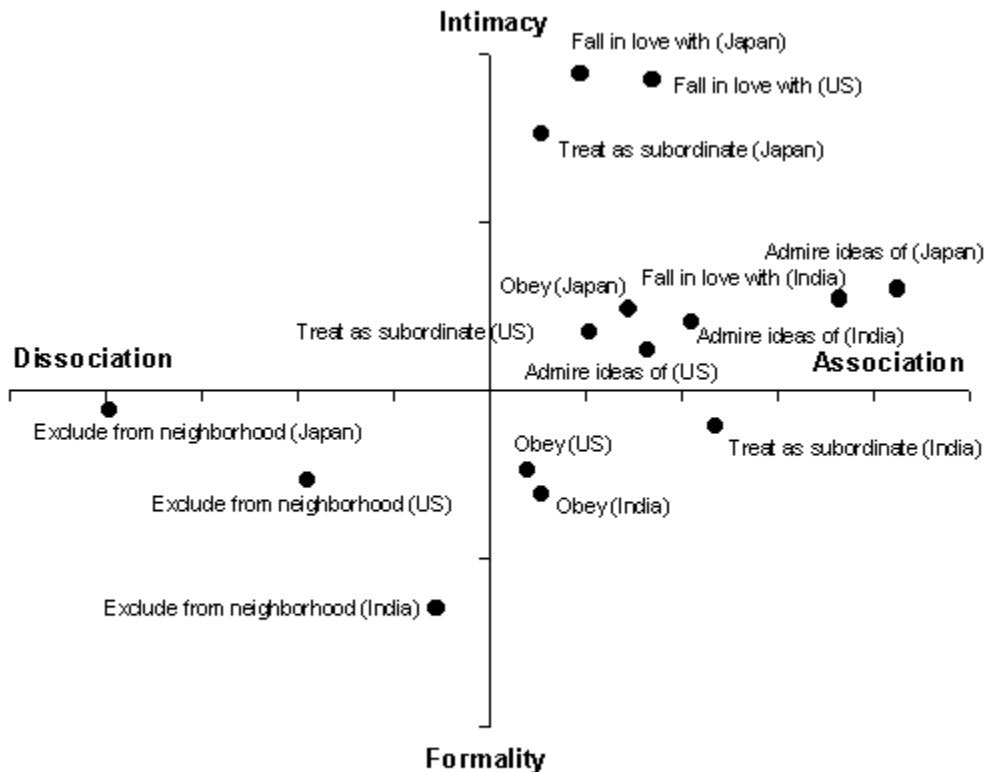 Intimacy
Fall in love with (Japan)
Fall in love with (US)
Treat as subordinate (Japan)
Admire ideas of (Japan)
Fall in love with (India)
Obey (Japan)
Treat as subordinate (US)
Admire ideas of (India)
Dissociation
Association
Admire ideas of (US)
Exclude from neighborhood (Japan)
Obey (US)
Treat as subordinate (India)
Exclude from neighborhood (US)
Obey (India)
Exclude from neighborhood (India)
Formality